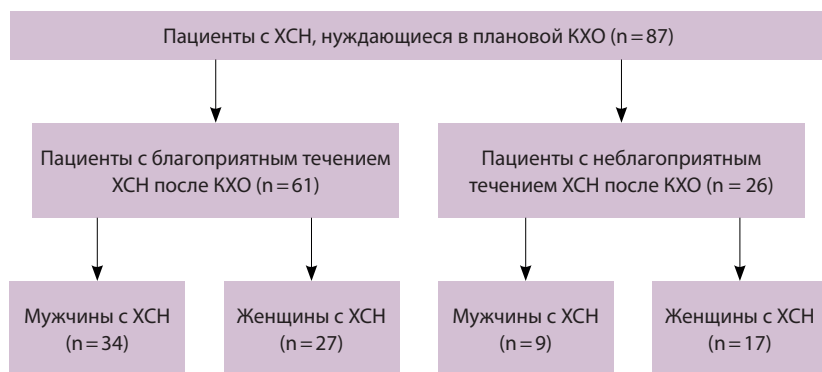 Пациенты с ХСН, нуждающиеся в плановой КХО (n = 87)
Пациенты с благоприятным течением
ХСН после КХО (n = 61)
Пациенты с неблагоприятным
течением ХСН после КХО (n = 26)
Мужчины с ХСН
(n = 34)
Женщины с ХСН
(n = 27)
Мужчины с ХСН
(n = 9)
Женщины с ХСН
(n = 17)